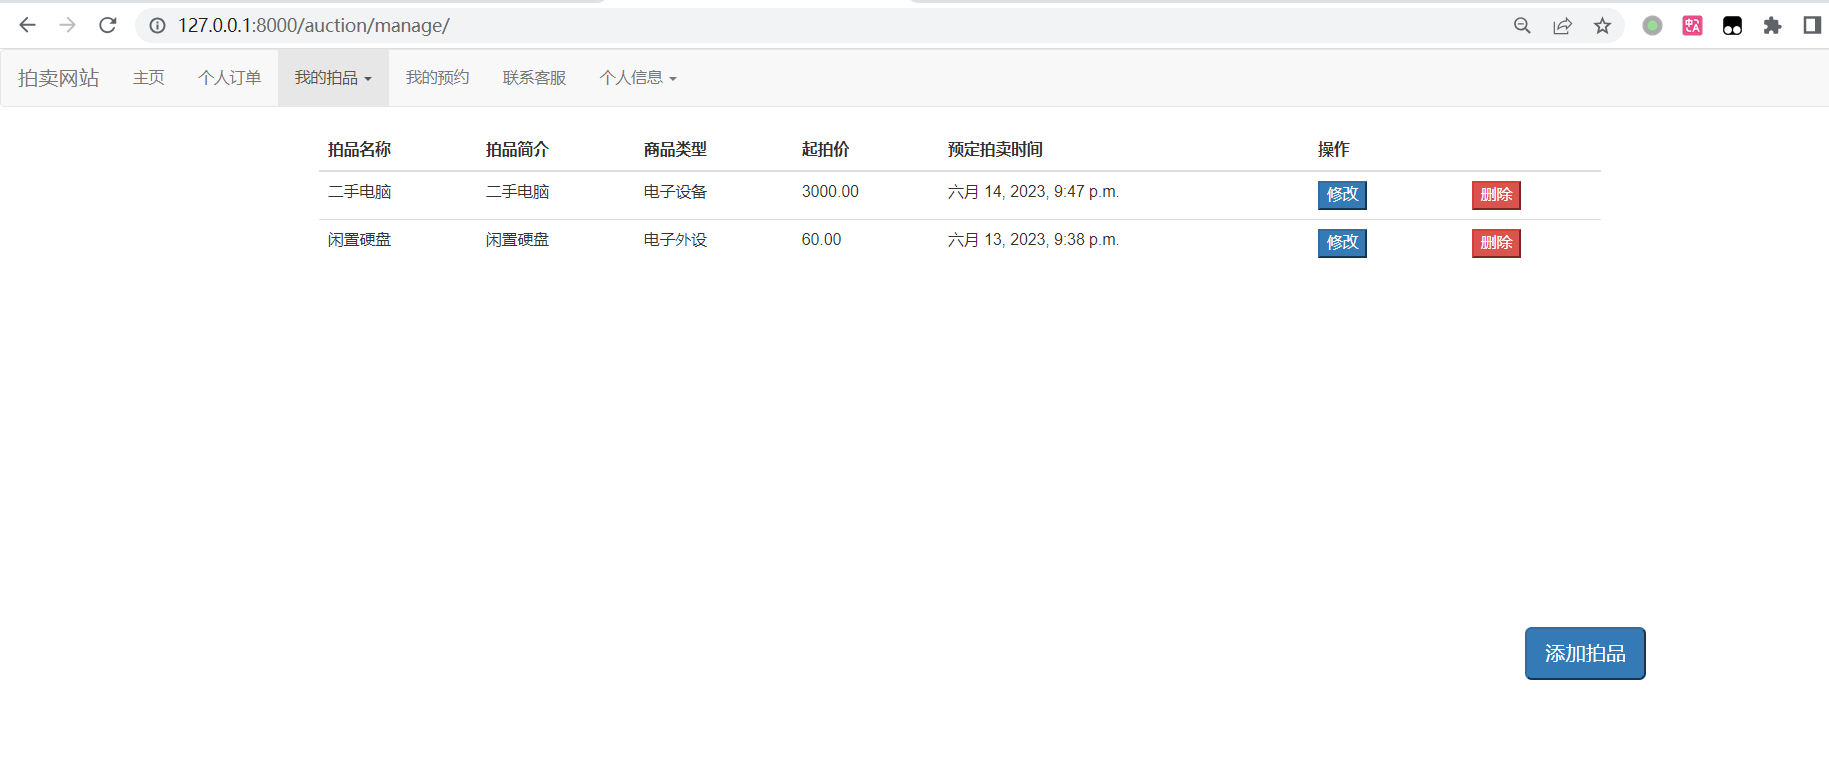 127.0.0.1:8000/auction/manage/
拍卖网站 主页 个人订单 我的拍品 我的预约 联系客服 个人信息
拍品名称 拍品简介 商品类型 起拍价 预定拍卖时间 操作
二手电脑 二手电脑 电子设备 3000.00 六月 14, 2023, 9:47 p.m. 修改 删除
闲置硬盘 闲置硬盘 电子外设 60.00 六月 13, 2023, 9:38 p.m. 修改 删除
添加拍品